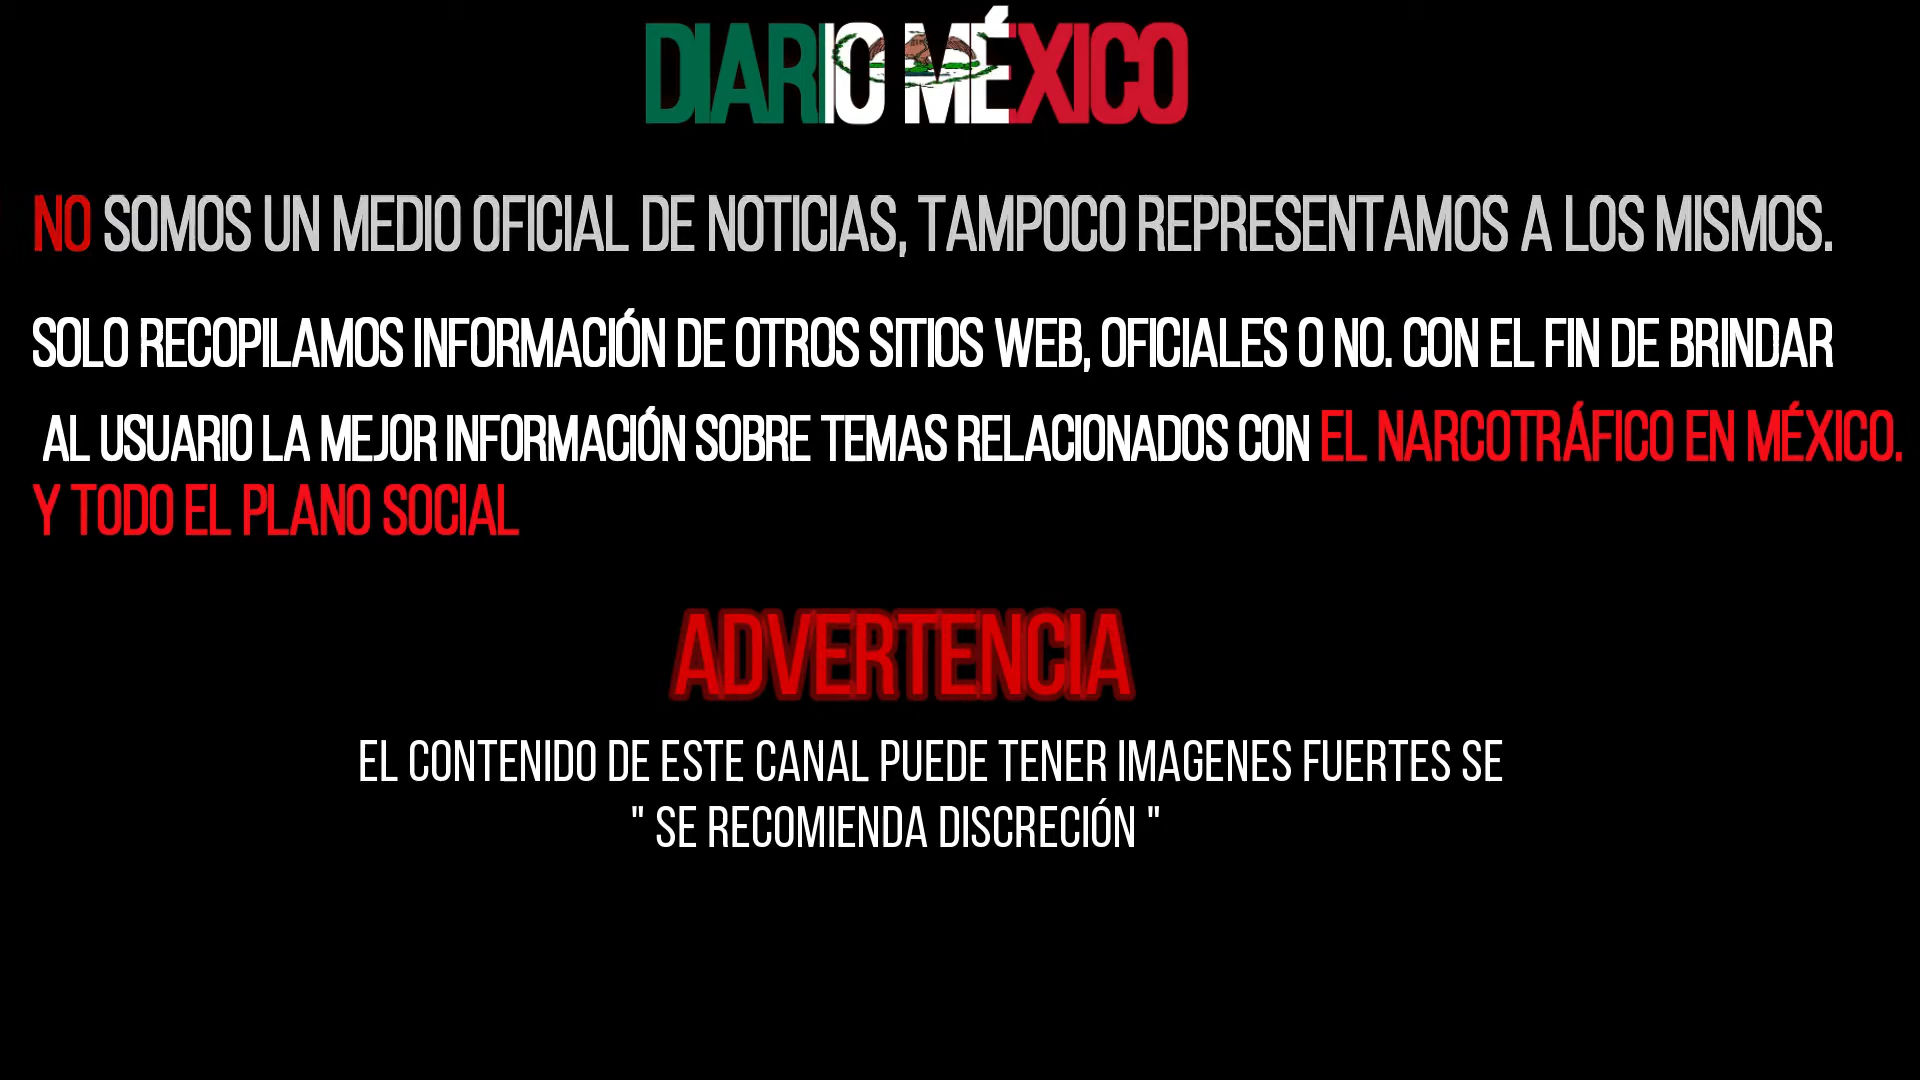 DIARIO MÉXICO
NO SOMOS UN MEDIO OFICIAL DE NOTICIAS, TAMPOCO REPRESENTAMOS A LOS MISMOS.
SOLO RECOPILAMOS INFORMACIÓN DE OTROS SITIOS WEB, OFICIALES O NO. CON EL FIN DE BRINDAR
AL USUARIO LA MEJOR INFORMACIÓN SOBRE TEMAS RELACIONADOS CON EL NARCOTRÁFICO EN MÉXICO.
Y TODO EL PLANO SOCIAL
ADVERTENCIA
EL CONTENIDO DE ESTE CANAL PUEDE TENER IMAGENES FUERTES SE
" SE RECOMIENDA DISCRECIÓN "